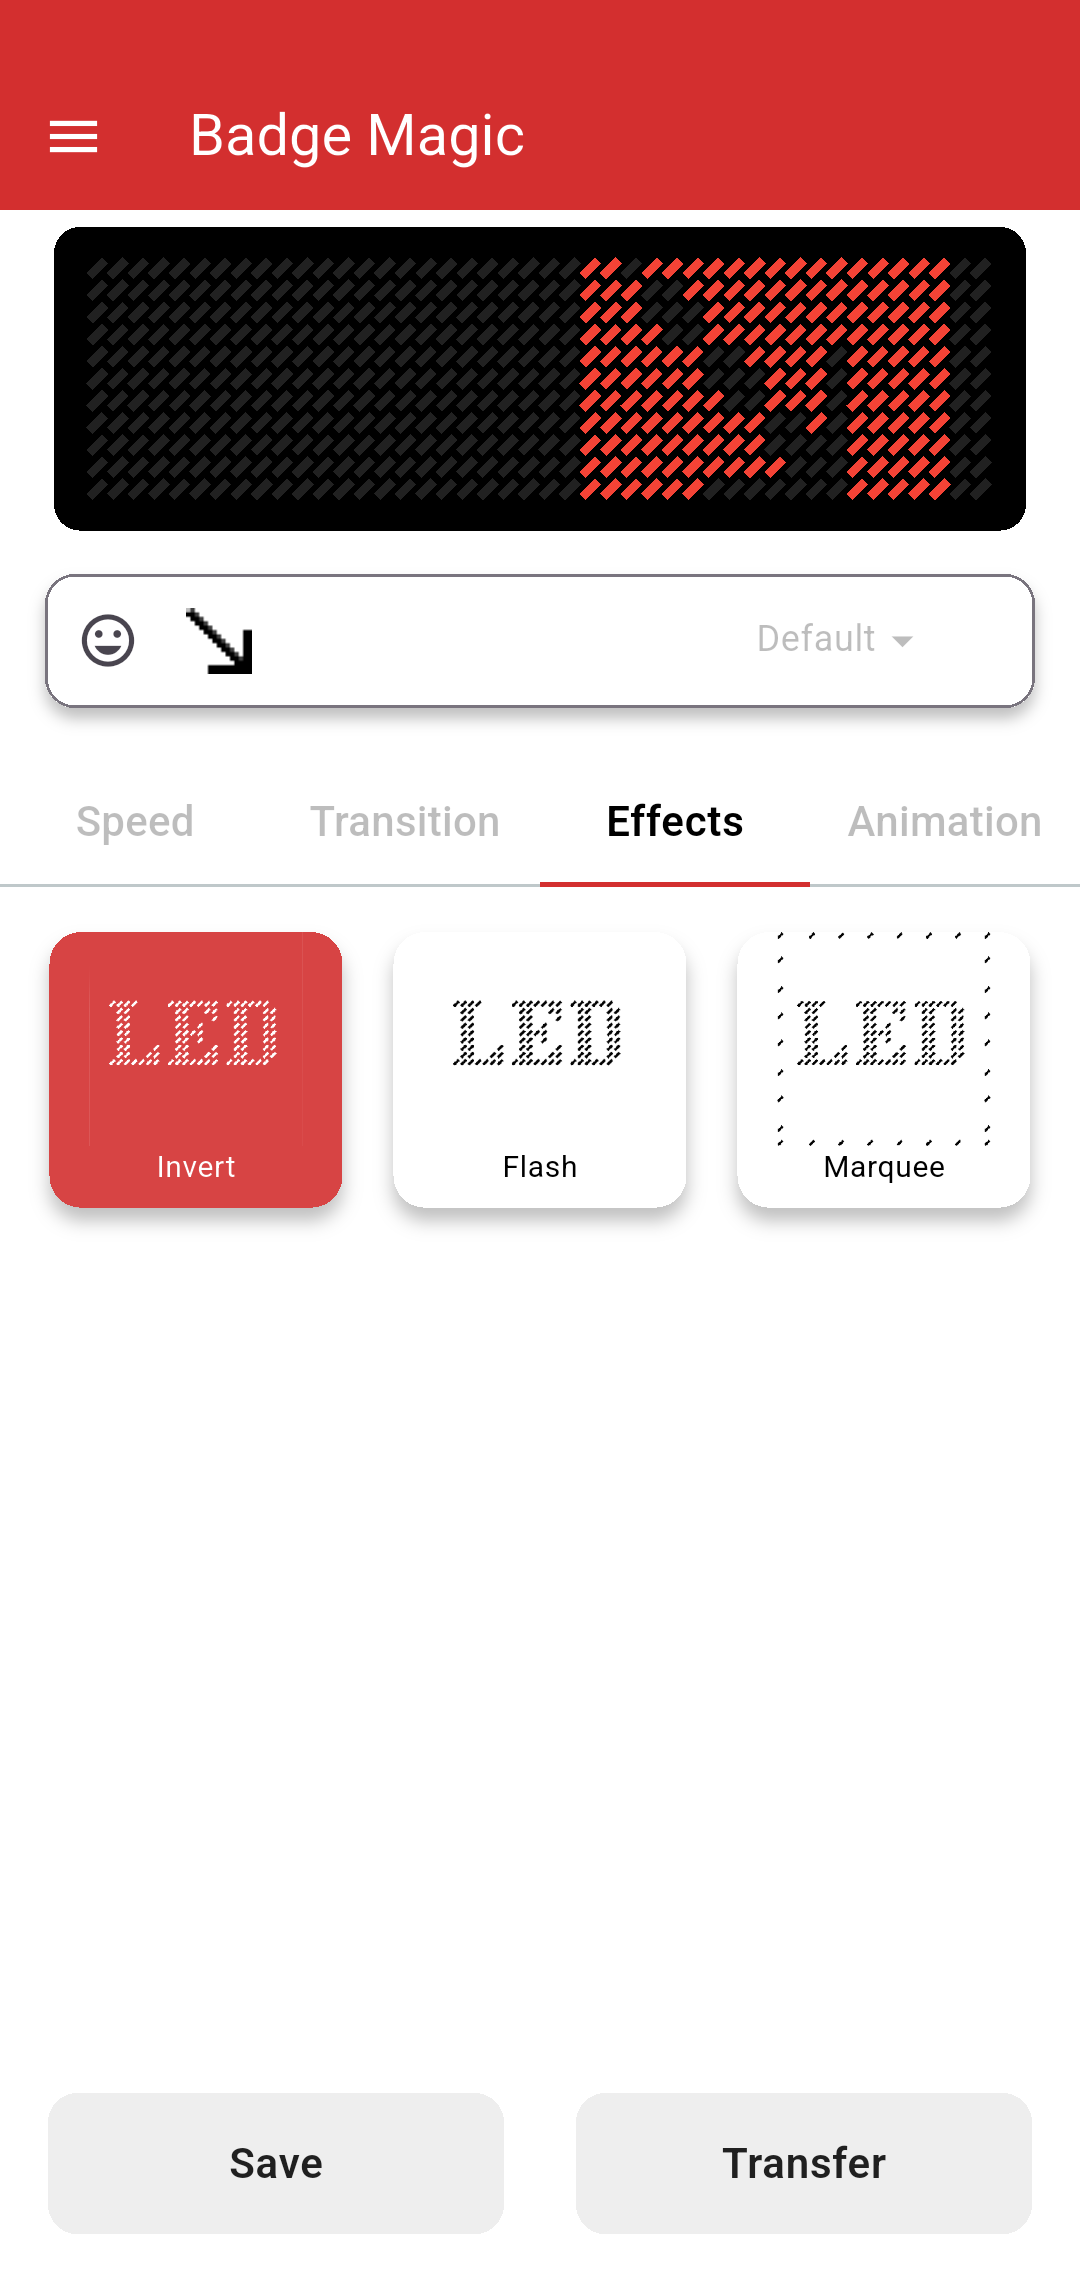 Badge Magic
Default
Speed Transition Effects Animation
LED LED LED
Invert Flash Marquee
Save Transfer